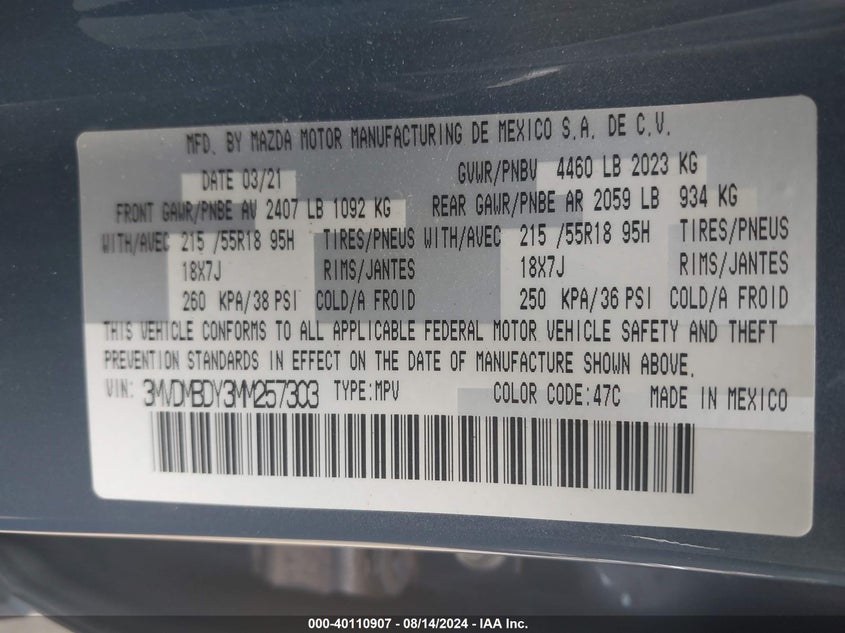 MFD. BY MAZDA MOTOR MANUFACTURING DE MEXICO S.A. DE C.V.
DATE 03/21 GVWR/PNBV 4460 LB 2023 KG
FRONT GAWR/PNBE AV 2407 LB 1092 KG REAR GAWR/PNBE AR 2059 LB 934 KG
WITH/AVEC 215 /55R18 95H TIRES/PNEUS WITH/AVEC 215 /55R18 95H TIRES/PNEUS
18X7J RIMS/JANTES 18X7J RIMS/JANTES
260 KPA/38 PSI COLD/A FROID 250 KPA/36 PSI COLD/A FROID
THIS VEHICLE CONFORMS TO ALL APPLICABLE FEDERAL MOTOR VEHICLE SAFETY AND THEFT
PREVENTION STANDARDS IN EFFECT ON THE DATE OF MANUFACTURE SHOWN ABOVE.
VIN: 3MVDMBDY3MM257303 TYPE:MPV COLOR CODE:47C MADE IN MEXICO
000-40110907 - 08/14/2024 - IAA Inc.